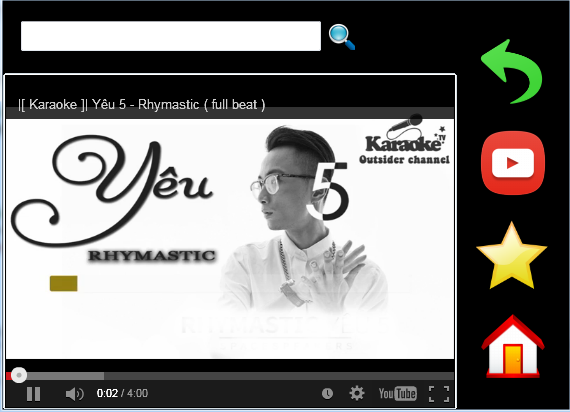 |[ Karaoke ]| Yêu 5 - Rhymastic ( full beat )
Karaoke TV
Outsider channel
Yêu
5
RHYMASTIC
0:02 / 4:00
YouTube